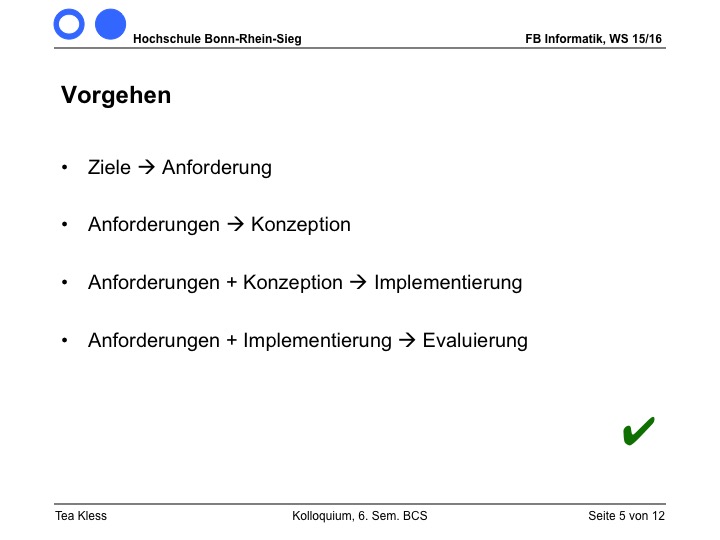 Hochschule Bonn-Rhein-Sieg FB Informatik, WS 15/16
Vorgehen
• Ziele → Anforderung
• Anforderungen → Konzeption
• Anforderungen + Konzeption → Implementierung
• Anforderungen + Implementierung → Evaluierung
✔
Tea Kless Kolloquium, 6. Sem. BCS Seite 5 von 12